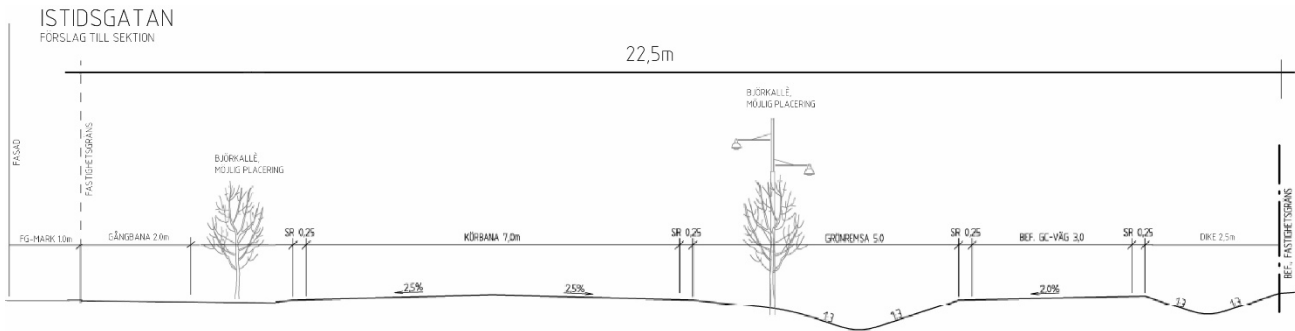 ISTIDSGATAN
FÖRSLAG TILL SEKTION
22,5m
BJÖRKALLÉ,
MÖJLIG PLACERING
BJÖRKALLÉ,
MÖJLIG PLACERING
FASAD
FASTIGHETSGRÄNS
FG-MARK 1.0m
GÅNGBANA 2.0m
SR 0,25
KÖRBANA 7,0m
SR 0,25
GRÖNREMSA 5.0
SR 0,25
BEF. GC-VÄG 3,0
SR 0,25
DIKE 2,5m
BEF. FASTIGHETSGRÄNS
2.5%
2.5%
1:3
1:3
2.0%
1:3
1:3